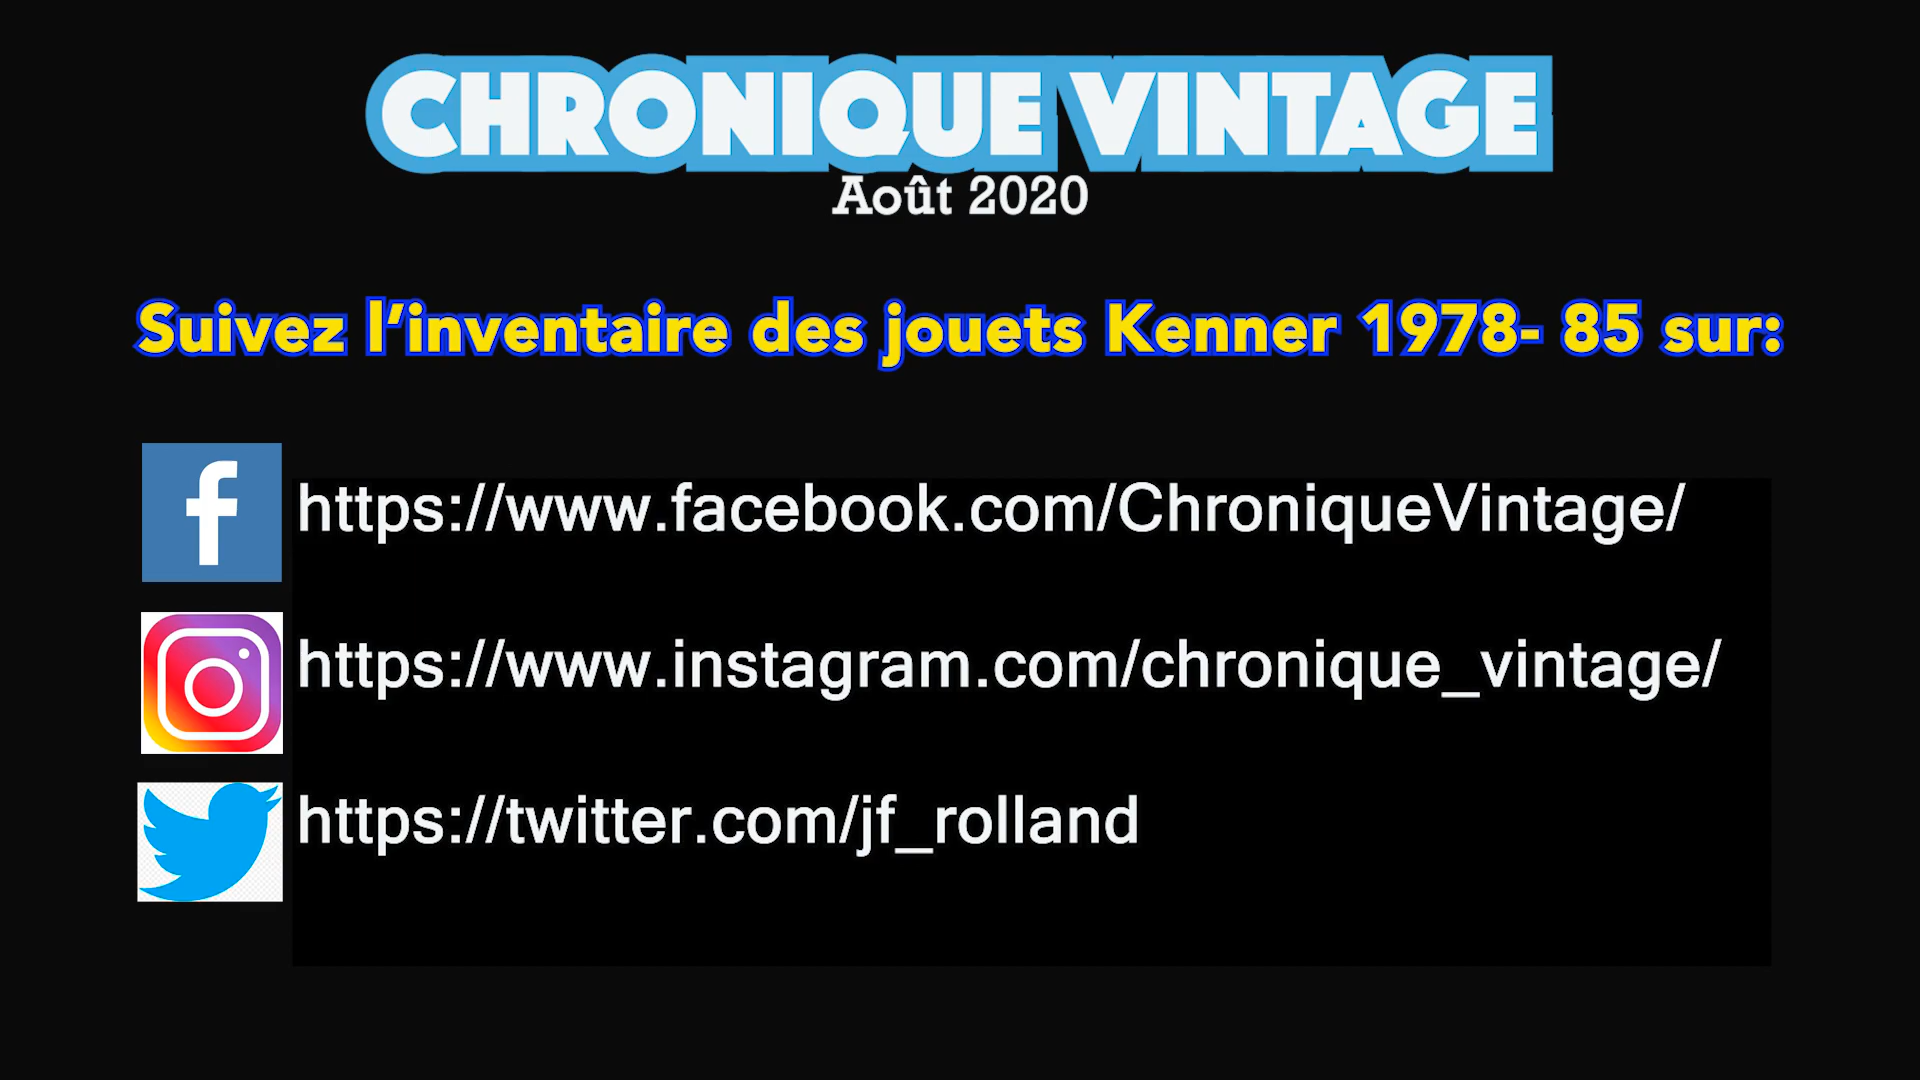 CHRONIQUE VINTAGE
Août 2020
Suivez l’inventaire des jouets Kenner 1978- 85 sur:
https://www.facebook.com/ChroniqueVintage/
https://www.instagram.com/chronique_vintage/
https://twitter.com/jf_rolland